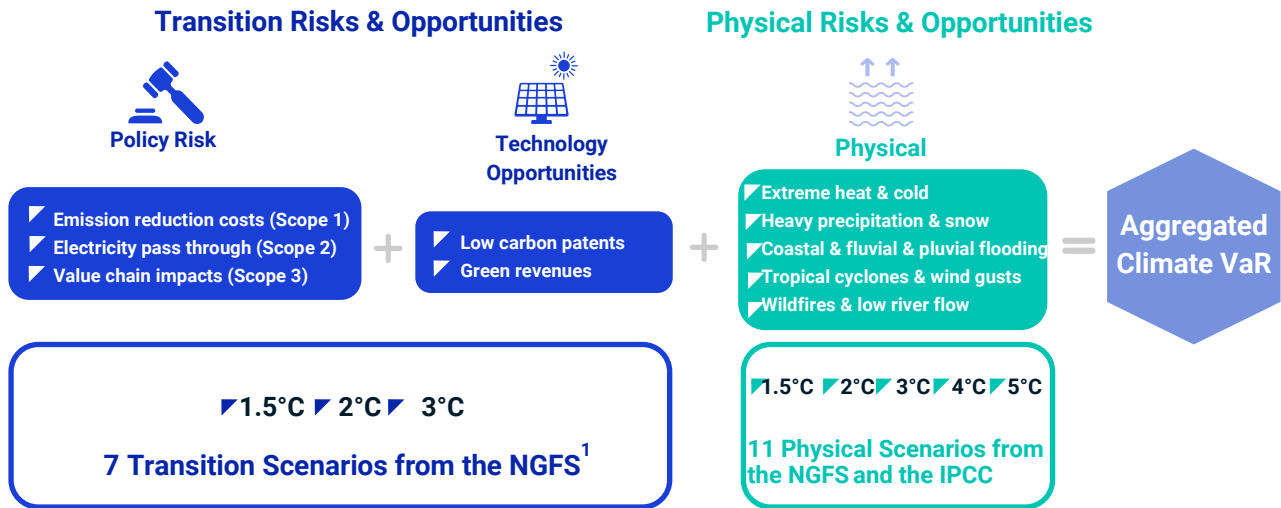 Transition Risks & Opportunities
Physical Risks & Opportunities
Policy Risk
Technology
Opportunities
Physical
Emission reduction costs (Scope 1)
Electricity pass through (Scope 2)
Value chain impacts (Scope 3)
+
Low carbon patents
Green revenues
+
Extreme heat & cold
Heavy precipitation & snow
Coastal & fluvial & pluvial flooding
Tropical cyclones & wind gusts
Wildfires & low river flow
=
Aggregated
Climate VaR
1.5°C 2°C 3°C
7 Transition Scenarios from the NGFS1
1.5°C 2°C 3°C 4°C 5°C
11 Physical Scenarios from
the NGFS and the IPCC